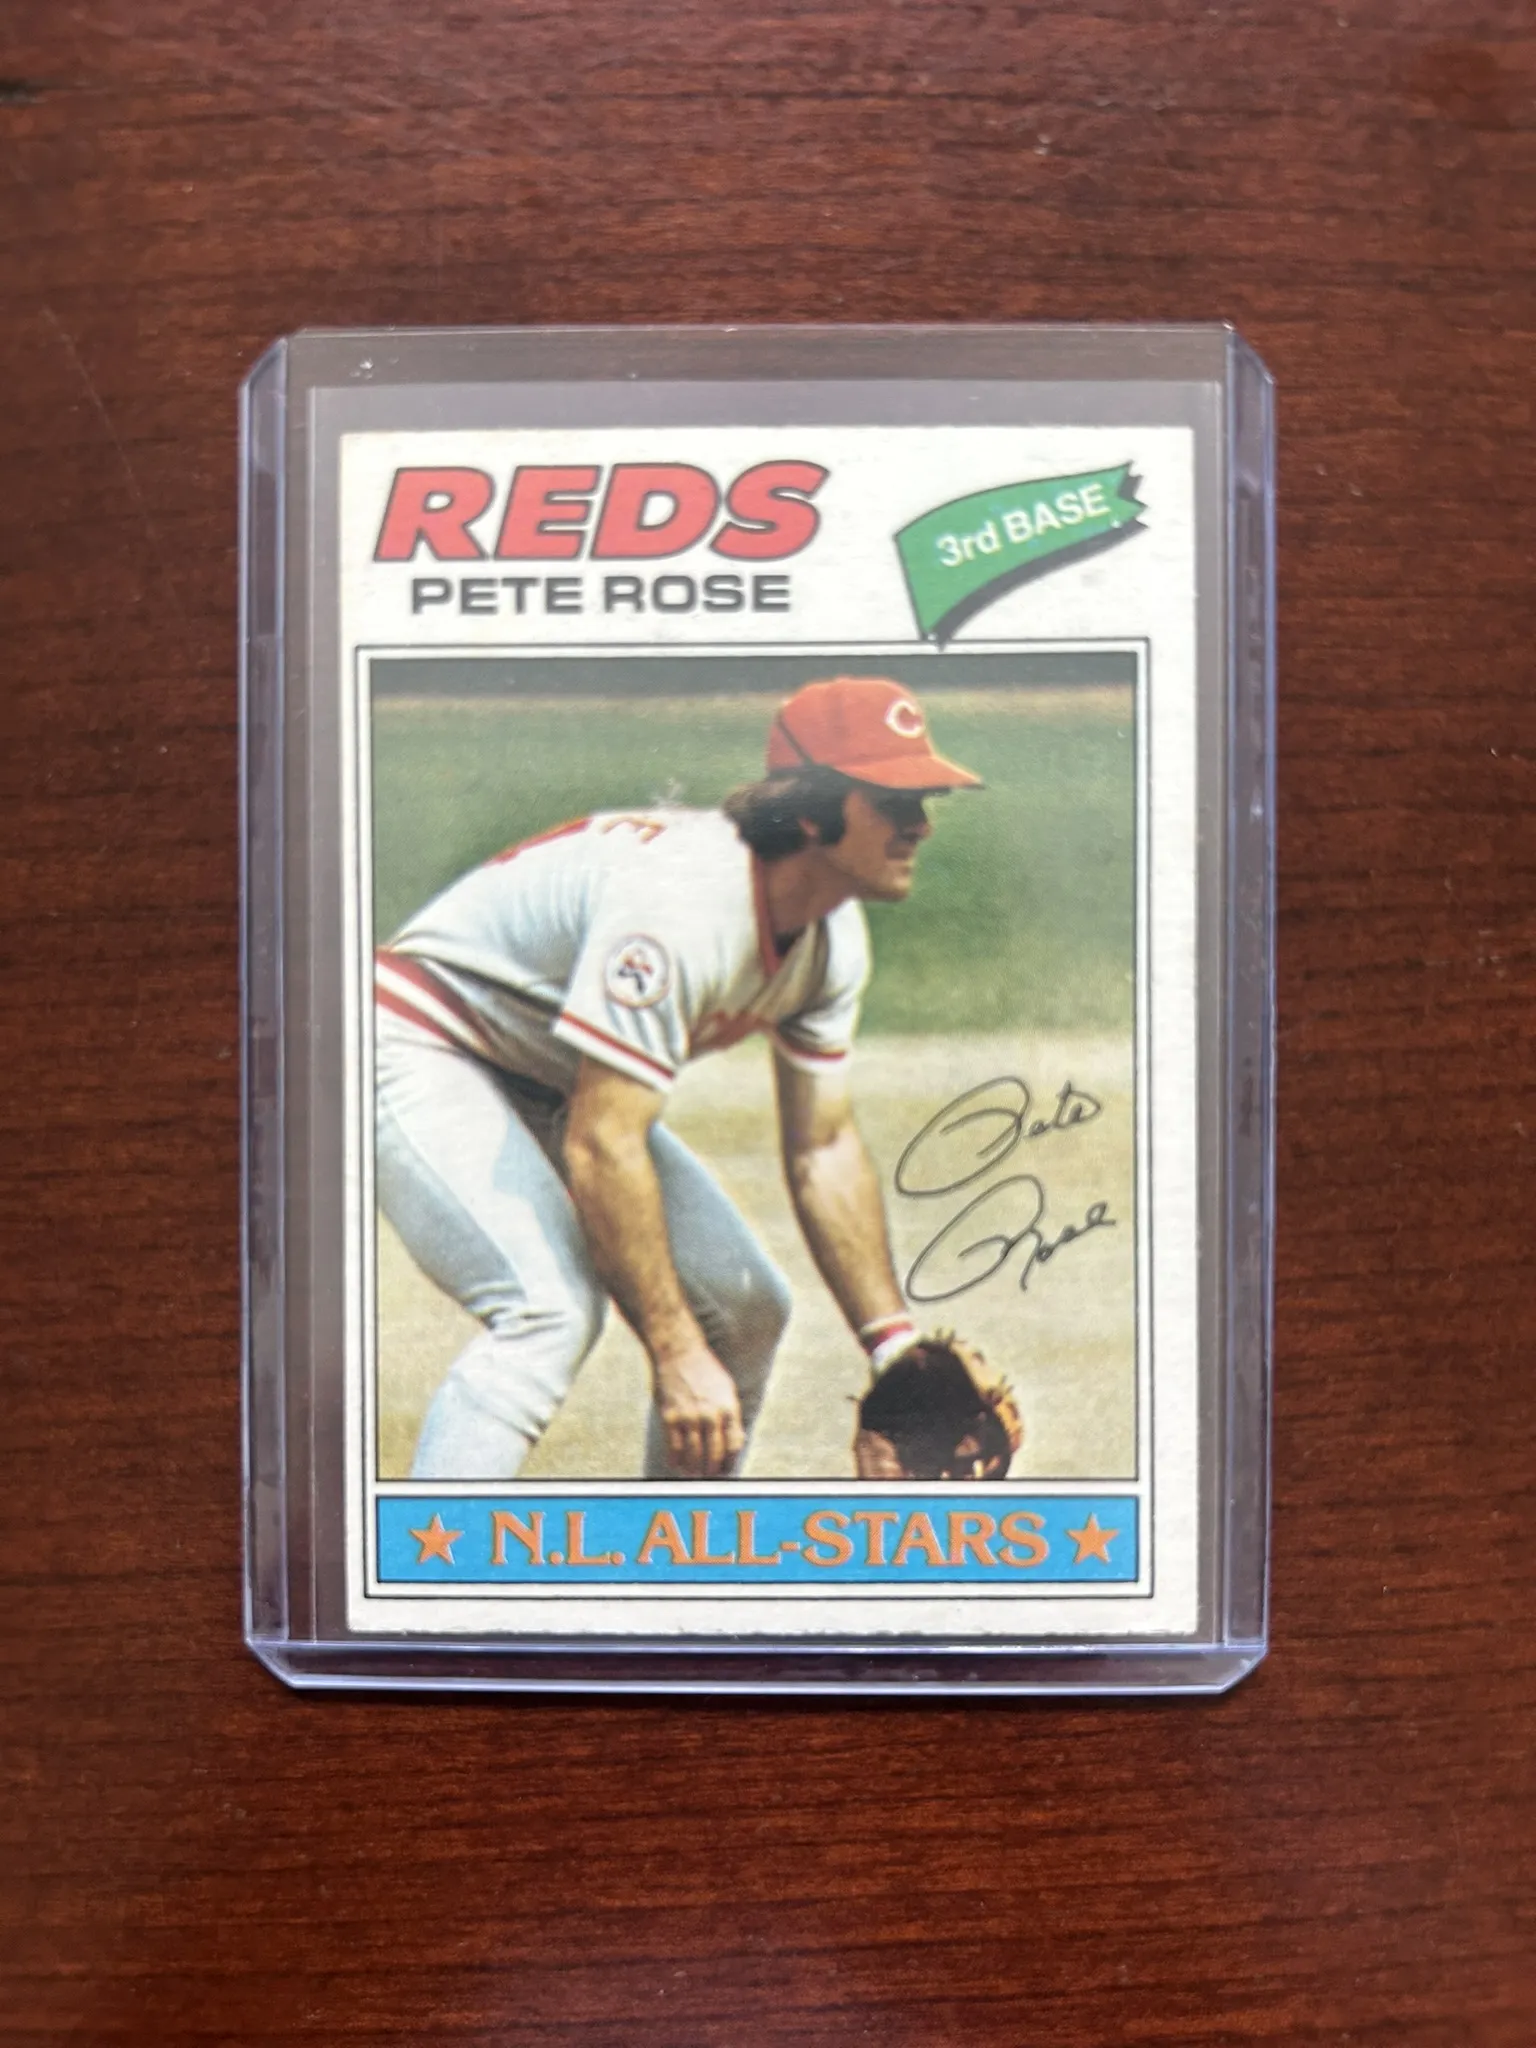 REDS
PETE ROSE
3rd BASE
C
Pete
Rose
★ N.L. ALL-STARS ★